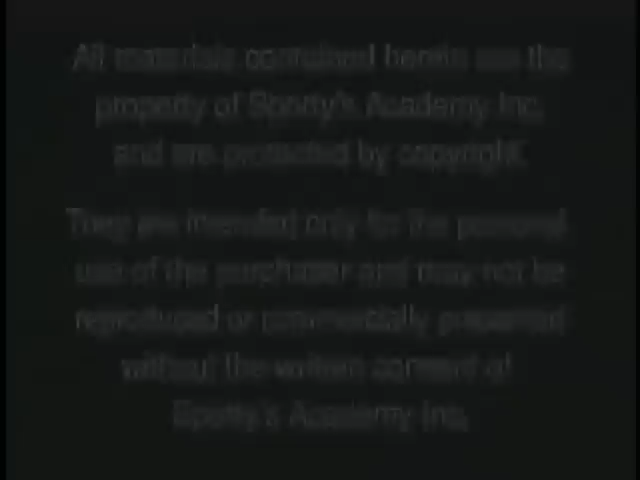 All materials contained herein are the
property of Sporty's Academy Inc.
and are protected by copyright.
They are intended only for the personal
use of the purchaser and may not be
reproduced or commercially presented
without the written consent of
Sporty's Academy Inc.